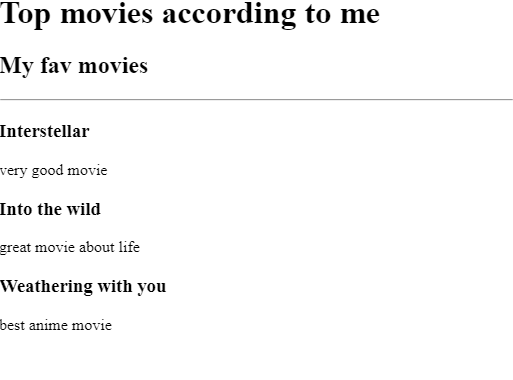 Top movies according to me
My fav movies
Interstellar
very good movie
Into the wild
great movie about life
Weathering with you
best anime movie